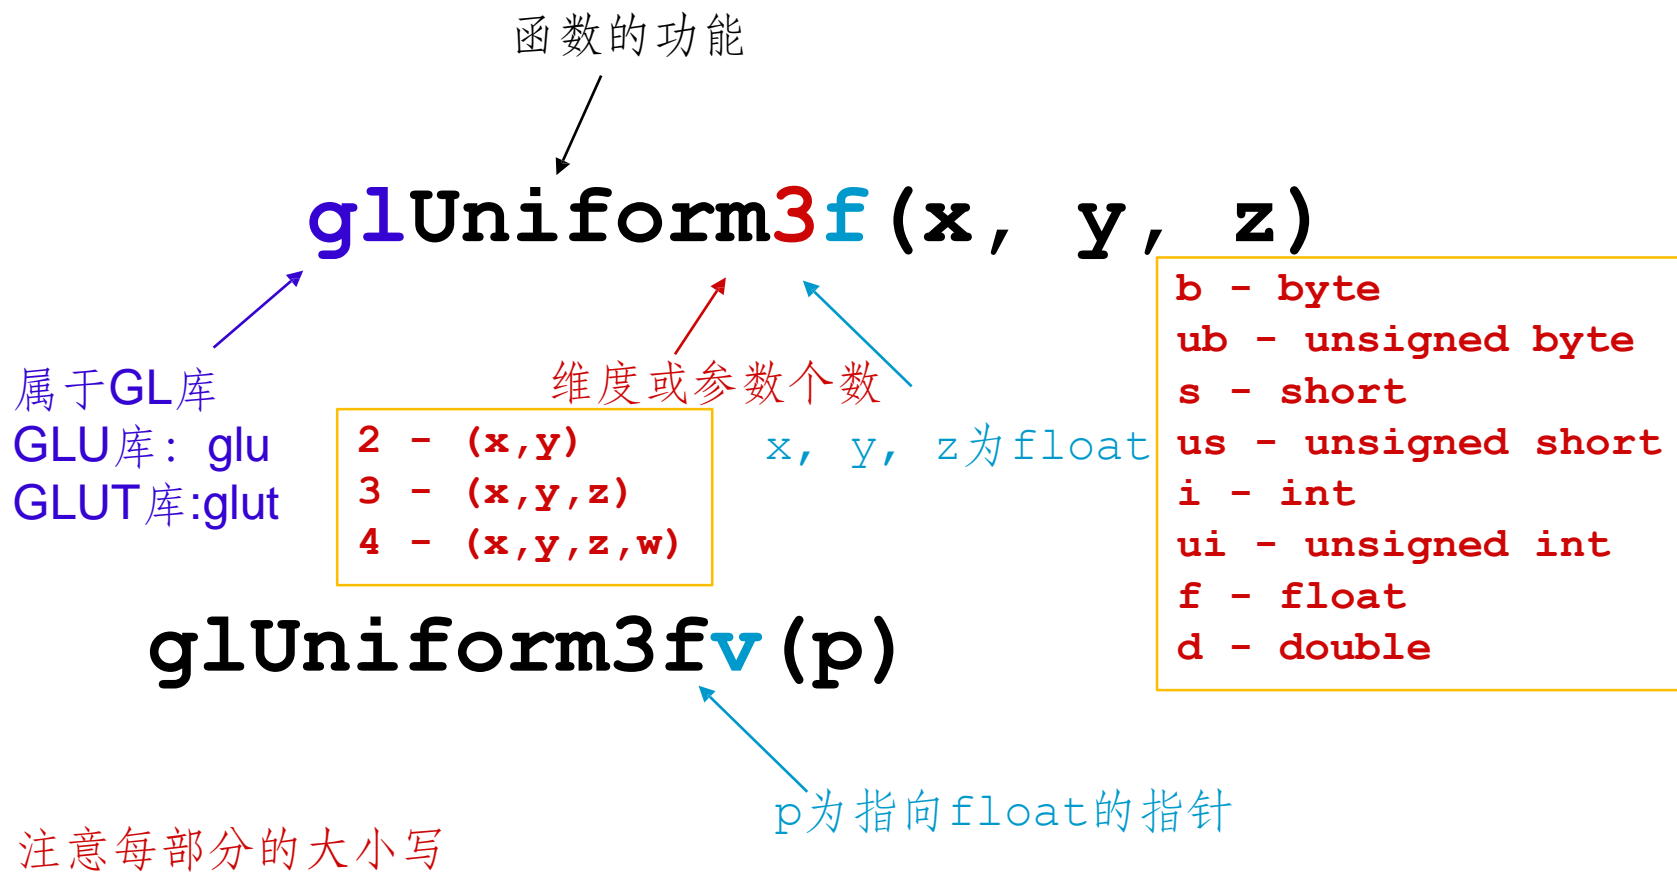 函数的功能
glUniform3f(x, y, z)
属于GL库
GLU库：glu
GLUT库:glut
维度或参数个数
2 - (x,y)
3 - (x,y,z)
4 - (x,y,z,w)
x, y, z为float
b - byte
ub - unsigned byte
s - short
us - unsigned short
i - int
ui - unsigned int
f - float
d - double
glUniform3fv(p)
p为指向float的指针
注意每部分的大小写